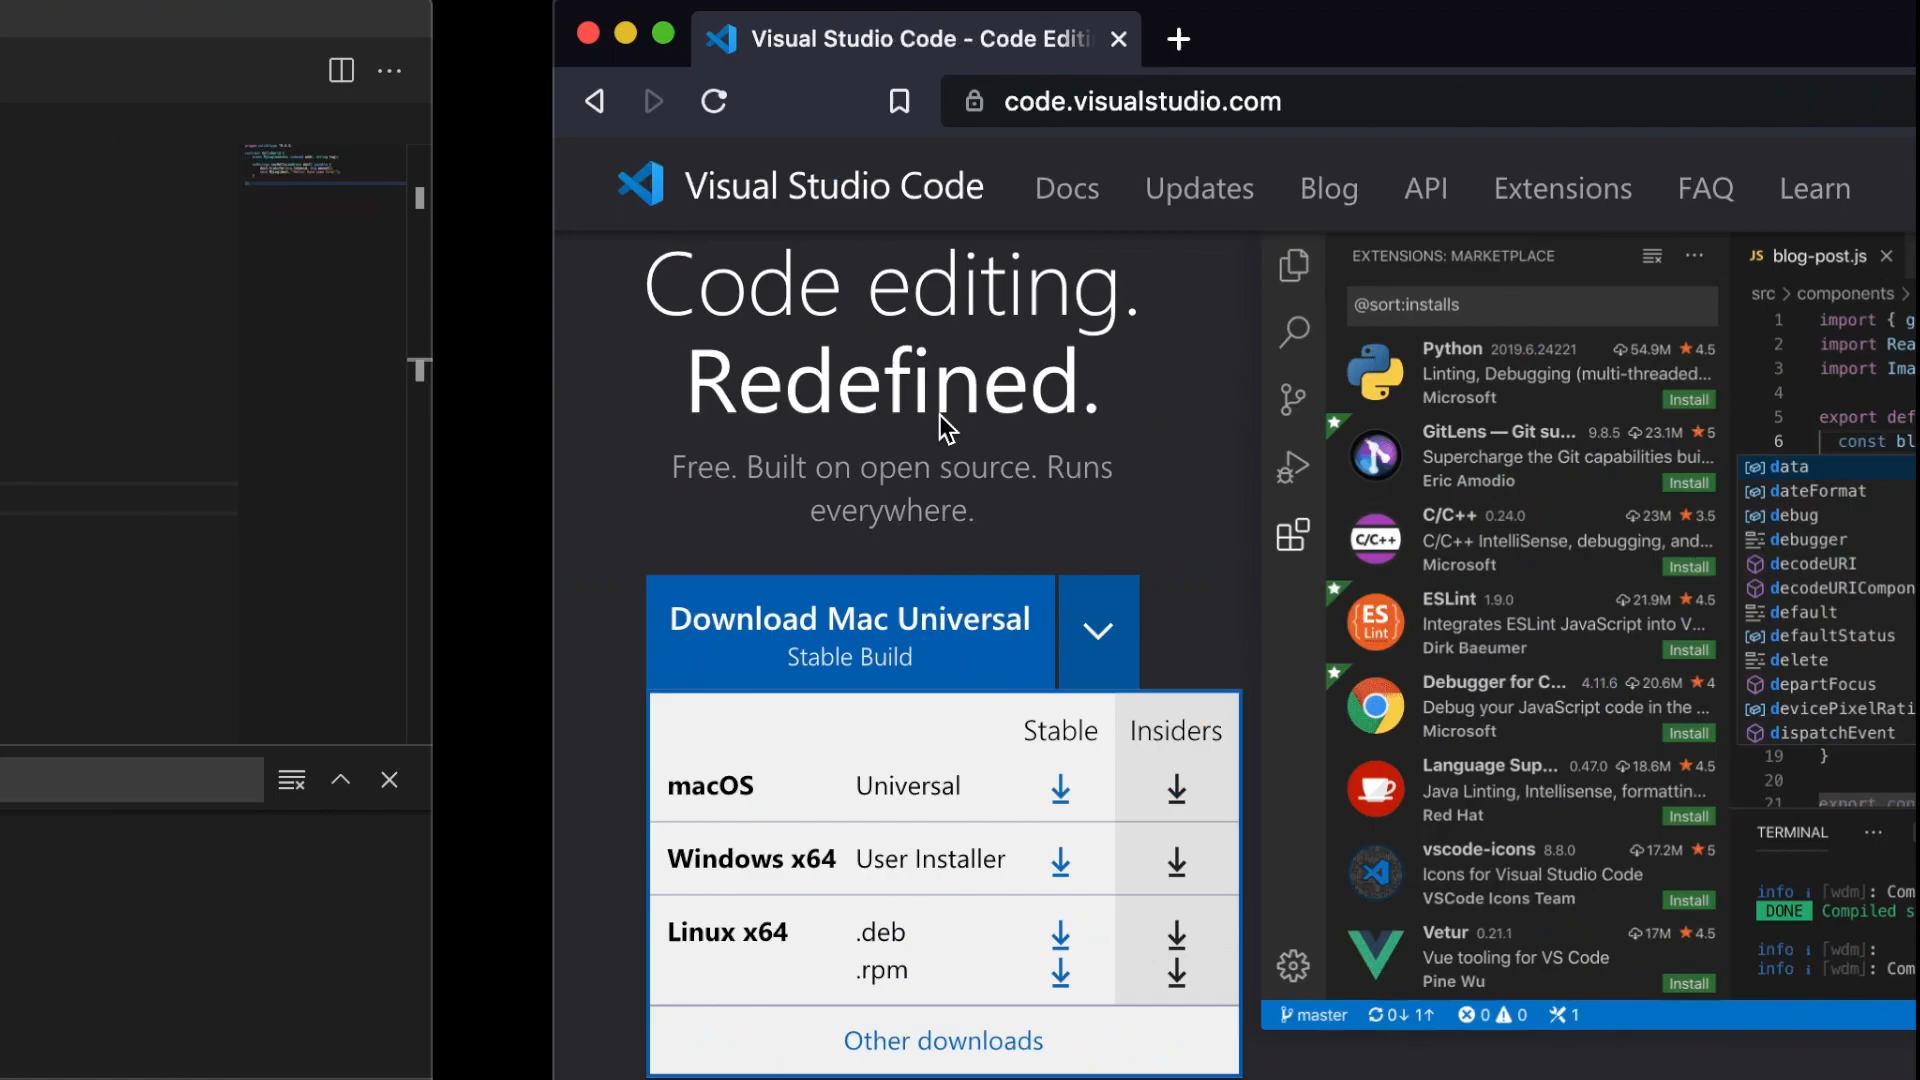 Visual Studio Code - Code Editi
code.visualstudio.com
Visual Studio Code
Docs
Updates
Blog
API
Extensions
FAQ
Learn
Code editing.
Redefined.
Free. Built on open source. Runs
everywhere.
Download Mac Universal
Stable Build
Stable Insiders
macOS Universal
Windows x64 User Installer
Linux x64 .deb
.rpm
Other downloads
EXTENSIONS: MARKETPLACE
@sort:installs
Python 2019.6.24221 54.9M 4.5
Linting, Debugging (multi-threaded...
Microsoft Install
GitLens — Git su... 9.8.5 23.1M 5
Supercharge the Git capabilities bui...
Eric Amodio Install
C/C++
C/C++ 0.24.0 23M 3.5
C/C++ IntelliSense, debugging, and...
Microsoft Install
ES
Lint
ESLint 1.9.0 21.9M 4.5
Integrates ESLint JavaScript into V...
Dirk Baeumer Install
Debugger for C... 4.11.6 20.6M 4
Debug your JavaScript code in the ...
Microsoft Install
Language Sup... 0.47.0 18.6M 4.5
Java Linting, Intellisense, formattin...
Red Hat Install
vscode-icons 8.8.0 17.2M 5
Icons for Visual Studio Code
VSCode Icons Team Install
Vetur 0.21.1 17M 4.5
Vue tooling for VS Code
Pine Wu Install
JS blog-post.js
src > components >
1 import { g
2 import Rea
3 import Ima
4
5 export def
6 const bl
data
dateFormat
debug
debugger
decodeURI
decodeURICompon
default
defaultStatus
delete
departFocus
devicePixelRati
dispatchEvent
19 }
20
21 export con
TERMINAL ...
info i [wdm]: Com
DONE Compiled s
info i [wdm]:
info i [wdm]: Com
master 0↓ 1↑ 0 0 1